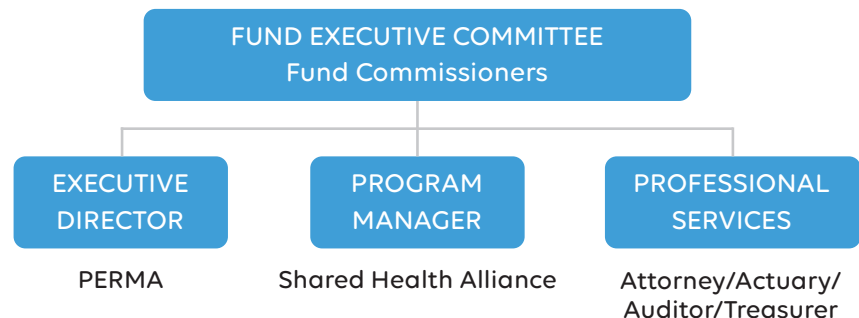 FUND EXECUTIVE COMMITTEE
Fund Commissioners
EXECUTIVE
DIRECTOR
PERMA
PROGRAM
MANAGER
Shared Health Alliance
PROFESSIONAL
SERVICES
Attorney/Actuary/
Auditor/Treasurer